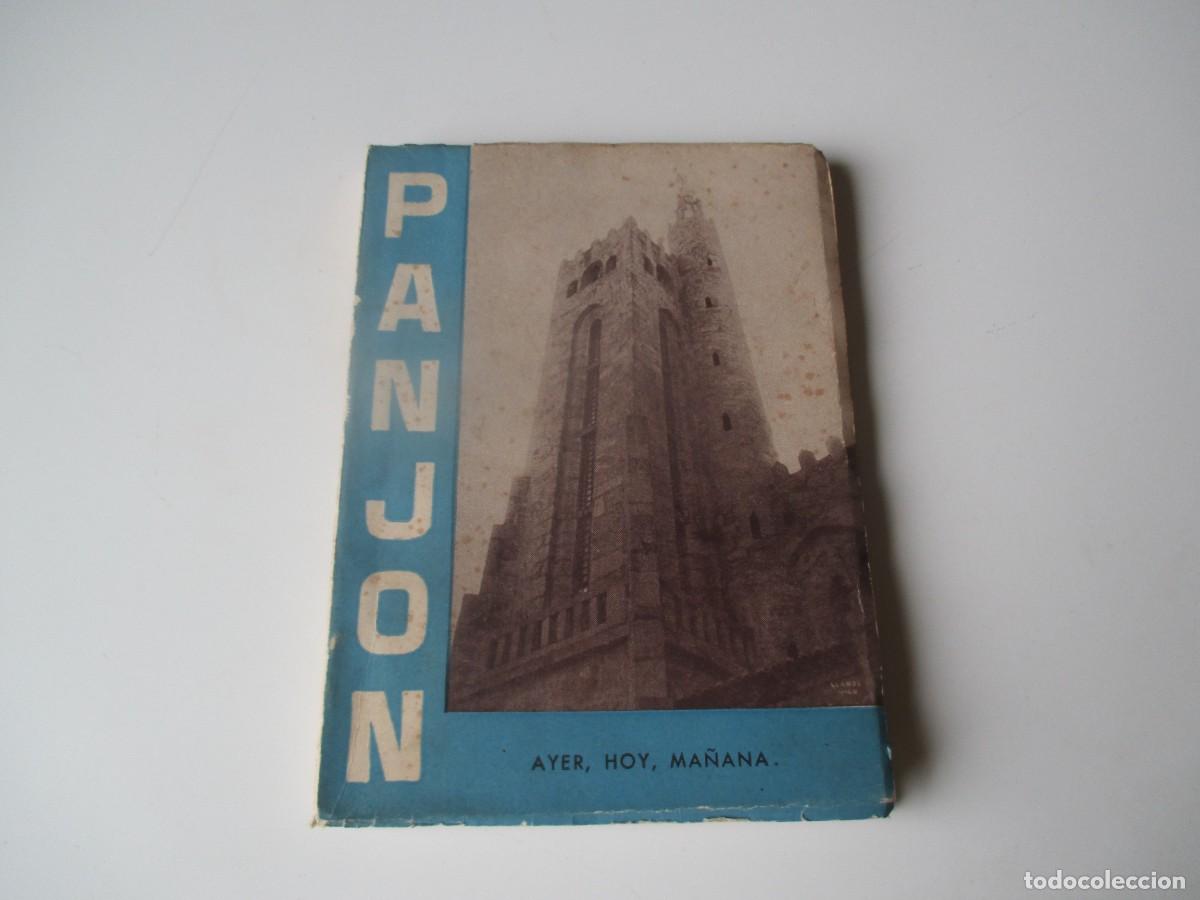 PANJON
AYER, HOY, MAÑANA.
todocoleccion